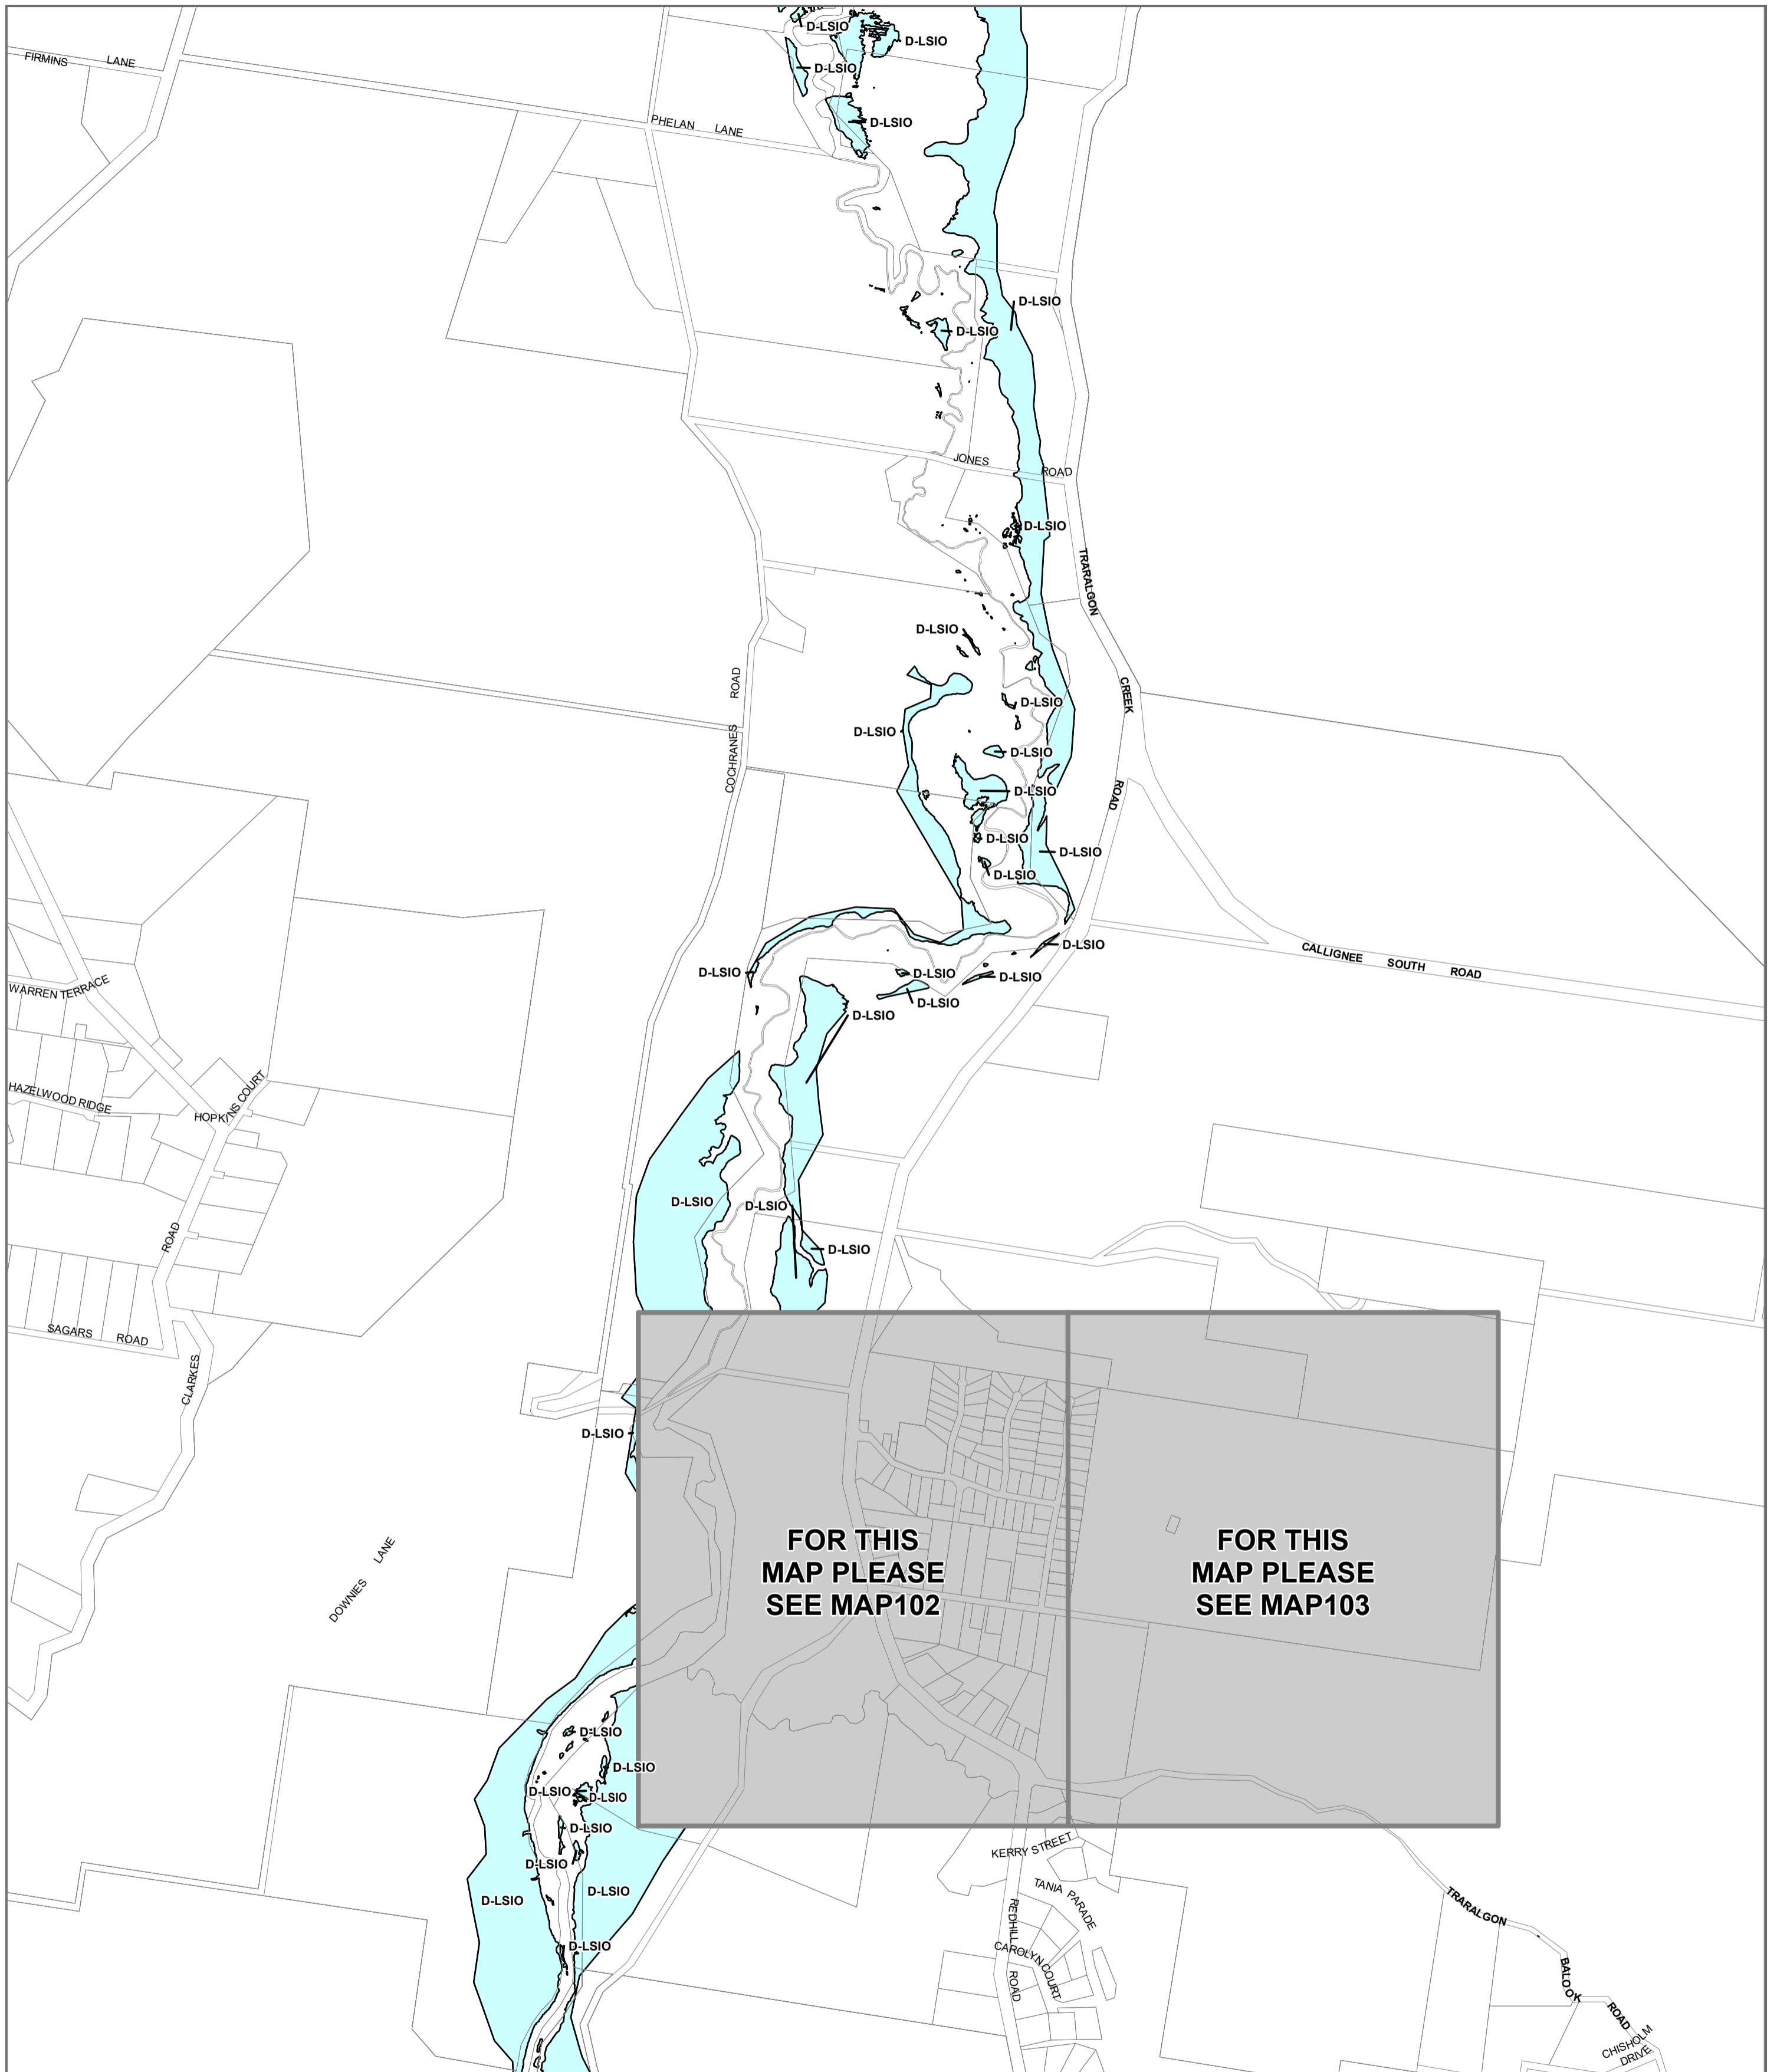 D-LSIO
D-LSIO
FIRMINS LANE
D-LSIO
D-LSIO
PHELAN LANE
D-LSIO
D-LSIO
JONES ROAD
D-LSIO
TRARALGON
D-LSIO
CREEK
ROAD
COCHRANES ROAD
D-LSIO
D-LSIO
D-LSIO
D-LSIO
D-LSIO
D-LSIO
D-LSIO
D-LSIO
CALLIGNEE SOUTH ROAD
D-LSIO
D-LSIO
D-LSIO
D-LSIO
WARREN TERRACE
D-LSIO
D-LSIO
HAZELWOOD RIDGE
HOPKINS COURT
D-LSIO
D-LSIO
ROAD
D-LSIO
SAGARS ROAD
CLARKES
D-LSIO
FOR THIS
MAP PLEASE
SEE MAP102
FOR THIS
MAP PLEASE
SEE MAP103
DOWNIES LANE
D-LSIO
D-LSIO
D-LSIO
D-LSIO
D-LSIO
KERRY STREET
D-LSIO
D-LSIO
D-LSIO
TANIA PARADE
REDHILL
TRARALGON
D-LSIO
CAROLYN COURT
ROAD
BALOOK
ROAD
CHISHOLM
DRIVE